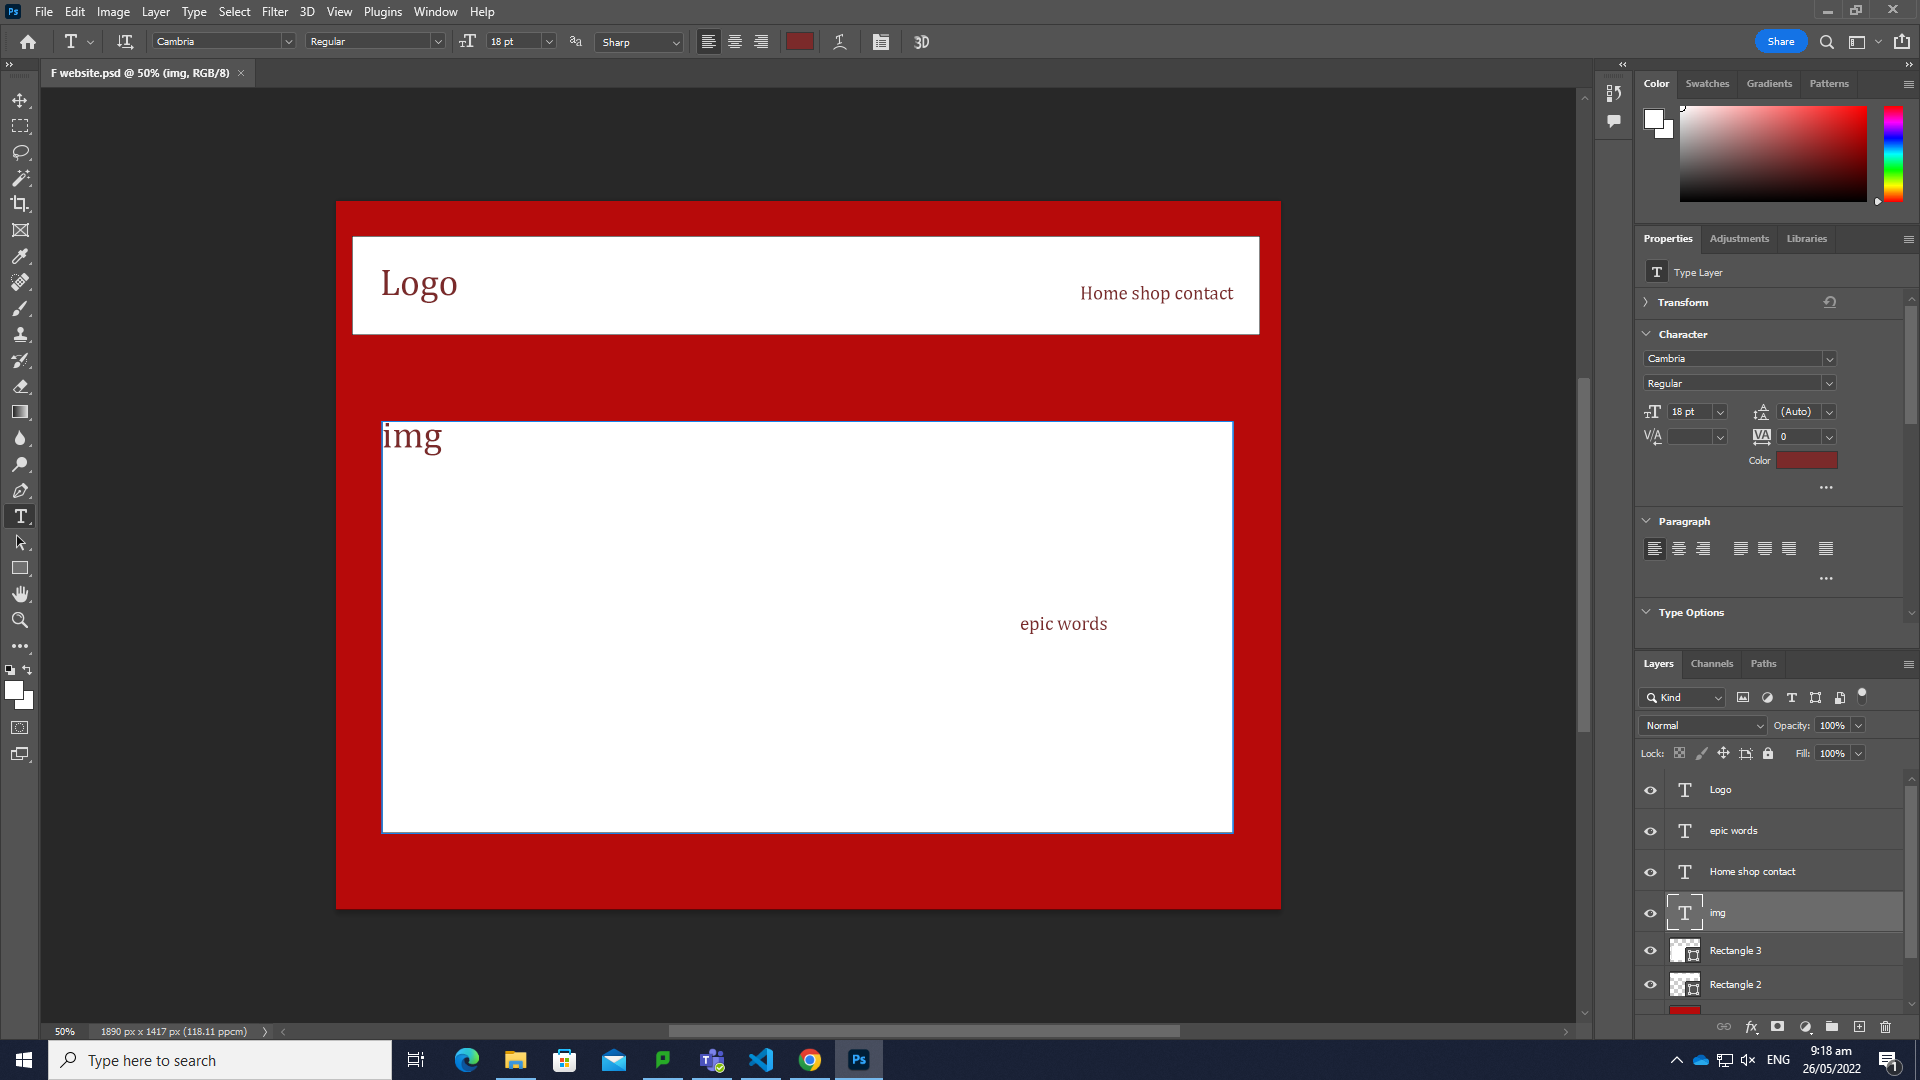 File Edit Image Layer Type Select Filter 3D View Plugins Window Help
Cambria Regular 18 pt Sharp 3D Share
F website.psd @ 50% (img, RGB/8)
Color Swatches Gradients Patterns
Properties Adjustments Libraries
Type Layer
Transform
Character
Cambria
Regular
18 pt (Auto)
0
Color
Paragraph
Type Options
Logo
Home shop contact
img
epic words
Layers Channels Paths
Kind
Normal Opacity: 100%
Lock: Fill: 100%
Logo
epic words
Home shop contact
img
Rectangle 3
Rectangle 2
50% 1890 px x 1417 px (118.11 ppcm)
Type here to search
ENG
9:18 am
26/05/2022
1